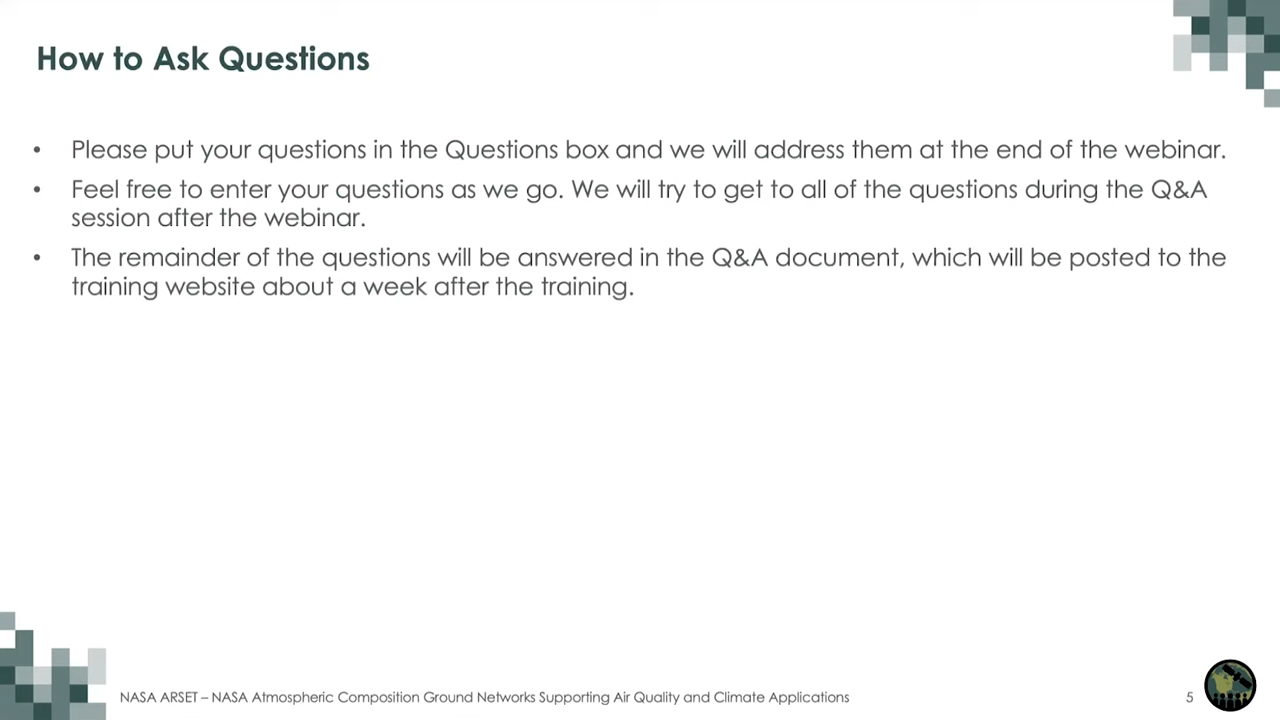 How to Ask Questions
• Please put your questions in the Questions box and we will address them at the end of the webinar.
• Feel free to enter your questions as we go. We will try to get to all of the questions during the Q&A
session after the webinar.
• The remainder of the questions will be answered in the Q&A document, which will be posted to the
training website about a week after the training.
NASA ARSET – NASA Atmospheric Composition Ground Networks Supporting Air Quality and Climate Applications
5